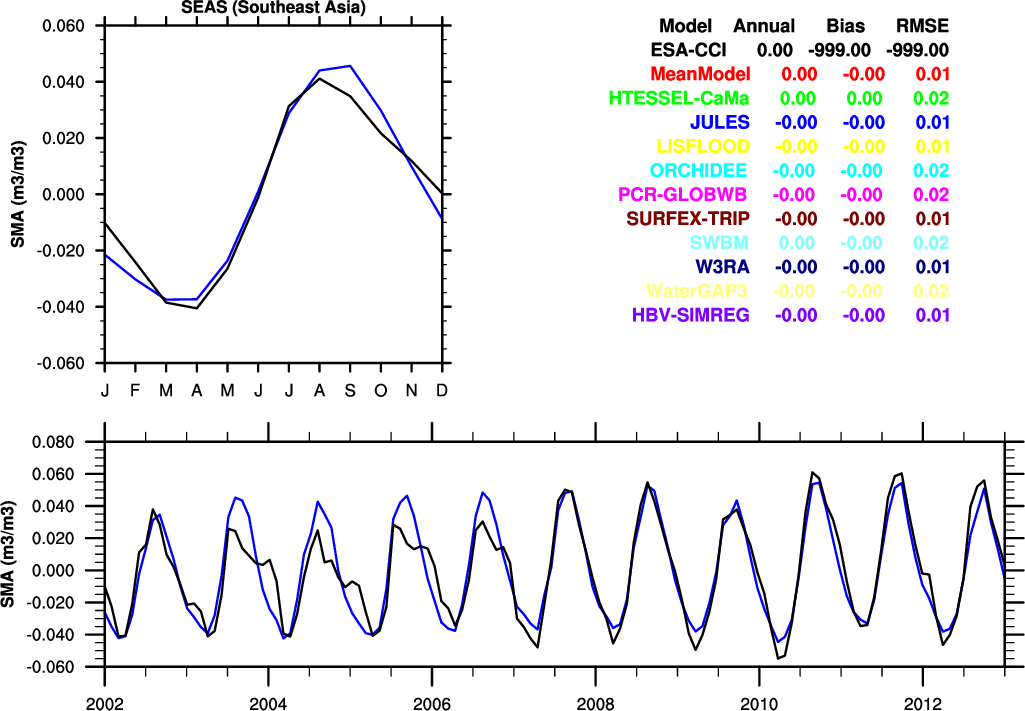 SEAS (Southeast Asia)
0.060
0.040
0.020
0.000
-0.020
-0.040
-0.060
SMA (m3/m3)
J F M A M J J A S O N D
Model Annual Bias RMSE
ESA-CCI 0.00 -999.00 -999.00
MeanModel 0.00 -0.00 0.01
HTESSEL-CaMa 0.00 0.00 0.02
JULES -0.00 -0.00 0.01
LISFLOOD -0.00 -0.00 0.01
ORCHIDEE -0.00 -0.00 0.02
PCR-GLOBWB -0.00 -0.00 0.02
SURFEX-TRIP -0.00 -0.00 0.01
SWBM 0.00 -0.00 0.02
W3RA -0.00 -0.00 0.01
WaterGAP3 -0.00 -0.00 0.02
HBV-SIMREG -0.00 -0.00 0.01
0.080
0.060
0.040
0.020
0.000
-0.020
-0.040
-0.060
SMA (m3/m3)
2002 2004 2006 2008 2010 2012